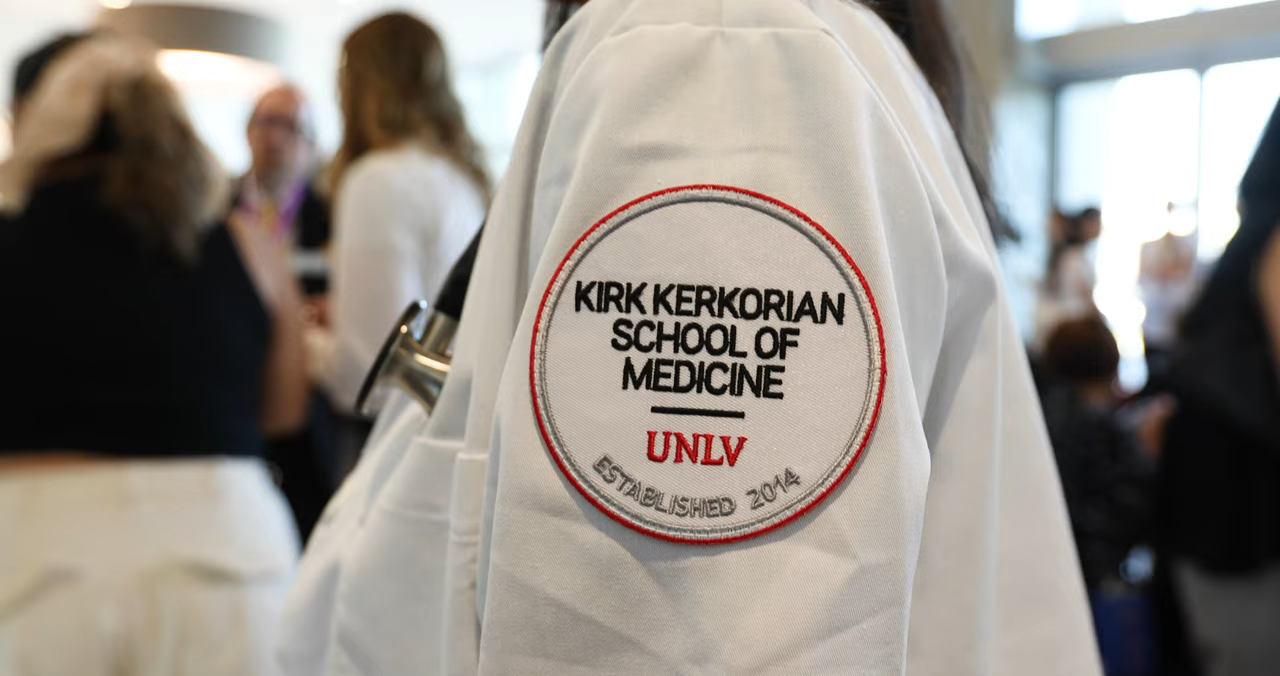 KIRK KERKORIAN
SCHOOL OF
MEDICINE
UNLV
ESTABLISHED 2014